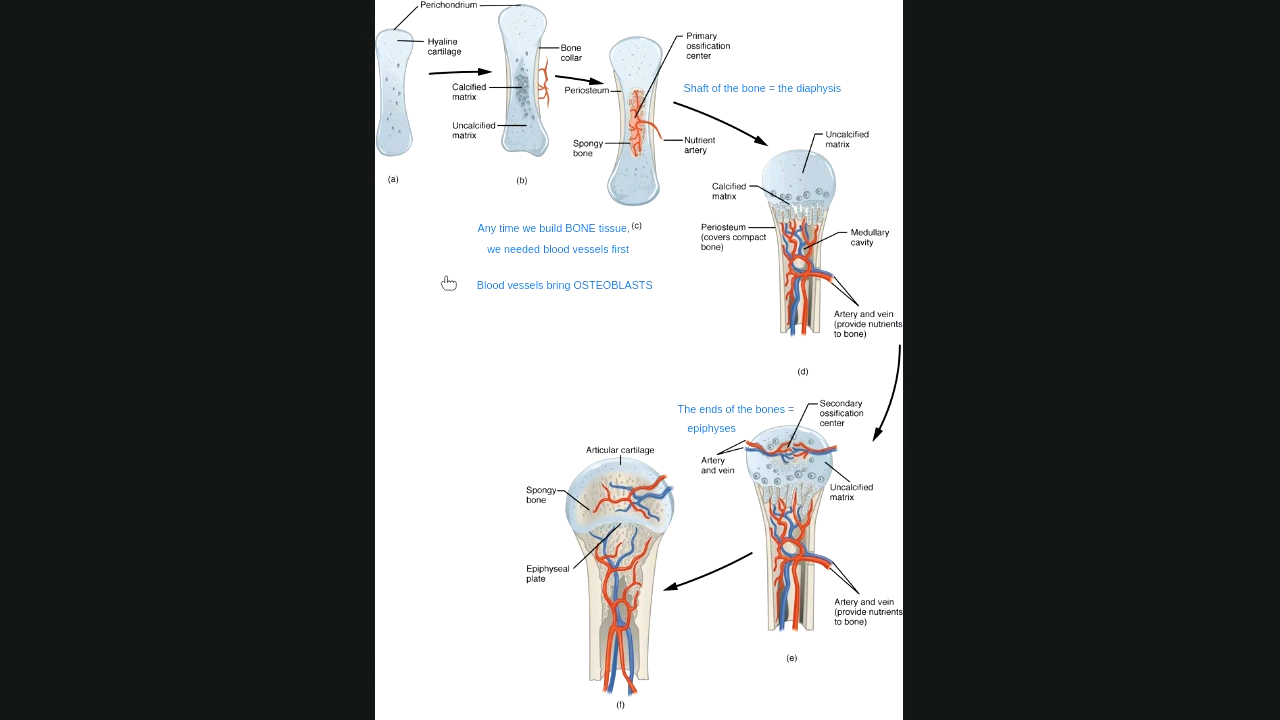 Perichondrium
Hyaline
cartilage
(a)
Bone
collar
Calcified
matrix
Uncalcified
matrix
(b)
Primary
ossification
center
Periosteum
Spongy
bone
Nutrient
artery
(c)
Shaft of the bone = the diaphysis
Any time we build BONE tissue,
we needed blood vessels first
Blood vessels bring OSTEOBLASTS
Uncalcified
matrix
Calcified
matrix
Periosteum
(covers compact
bone)
Medullary
cavity
Artery and vein
(provide nutrients
to bone)
(d)
The ends of the bones =
epiphyses
Secondary
ossification
center
Artery
and vein
Uncalcified
matrix
Artery and vein
(provide nutrients
to bone)
(e)
Articular cartilage
Spongy
bone
Epiphyseal
plate
(f)